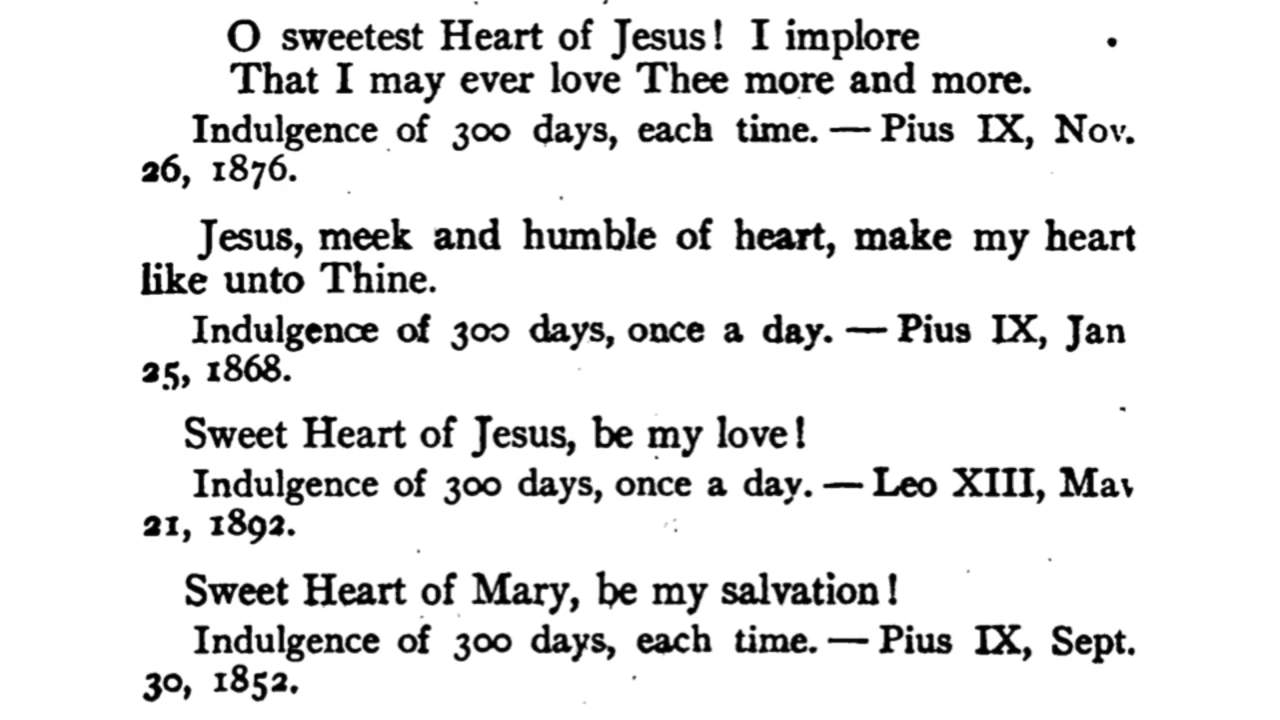 O sweetest Heart of Jesus! I implore
That I may ever love Thee more and more.
Indulgence of 300 days, each time. — Pius IX, Nov.
26, 1876.
Jesus, meek and humble of heart, make my heart
like unto Thine.
Indulgence of 300 days, once a day. — Pius IX, Jan
25, 1868.
Sweet Heart of Jesus, be my love!
Indulgence of 300 days, once a day. — Leo XIII, May
21, 1892.
Sweet Heart of Mary, be my salvation!
Indulgence of 300 days, each time. — Pius IX, Sept.
30, 1852.